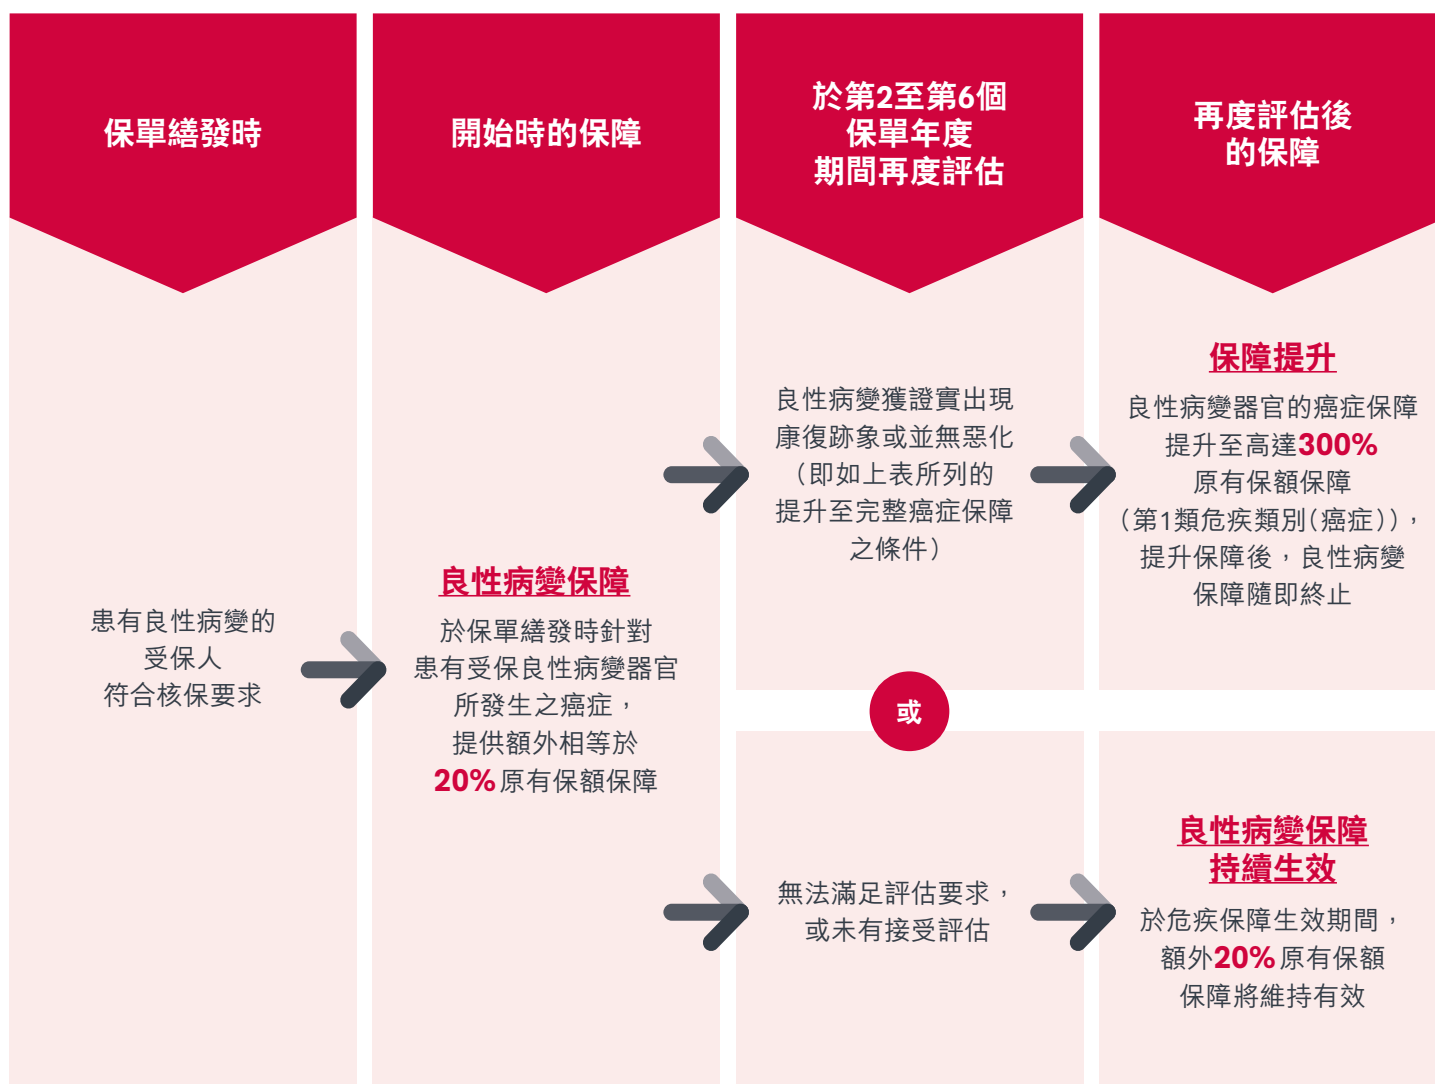 保單繕發時
開始時的保障
於第2至第6個
保單年度
期間再度評估
再度評估後
的保障
患有良性病變的
受保人
符合核保要求
良性病變保障
於保單繕發時針對
患有受保良性病變器官
所發生之癌症，
提供額外相等於
20%原有保額保障
良性病變獲證實出現
康復跡象或並無惡化
（即如上表所列的
提升至完整癌症保障
之條件）
保障提升
良性病變器官的癌症保障
提升至高達300%
原有保額保障
（第1類危疾類別（癌症）），
提升保障後，良性病變
保障隨即終止
或
無法滿足評估要求，
或未有接受評估
良性病變保障
持續生效
於危疾保障生效期間，
額外20%原有保額
保障將維持有效